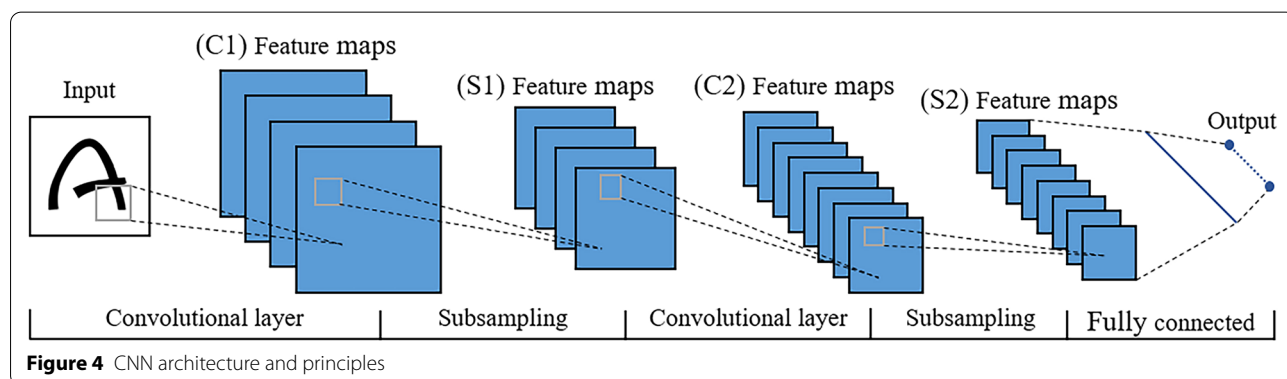 Input
(C1) Feature maps
(S1) Feature maps
(C2) Feature maps
(S2) Feature maps
Output
Convolutional layer
Subsampling
Convolutional layer
Subsampling
Fully connected
Figure 4 CNN architecture and principles